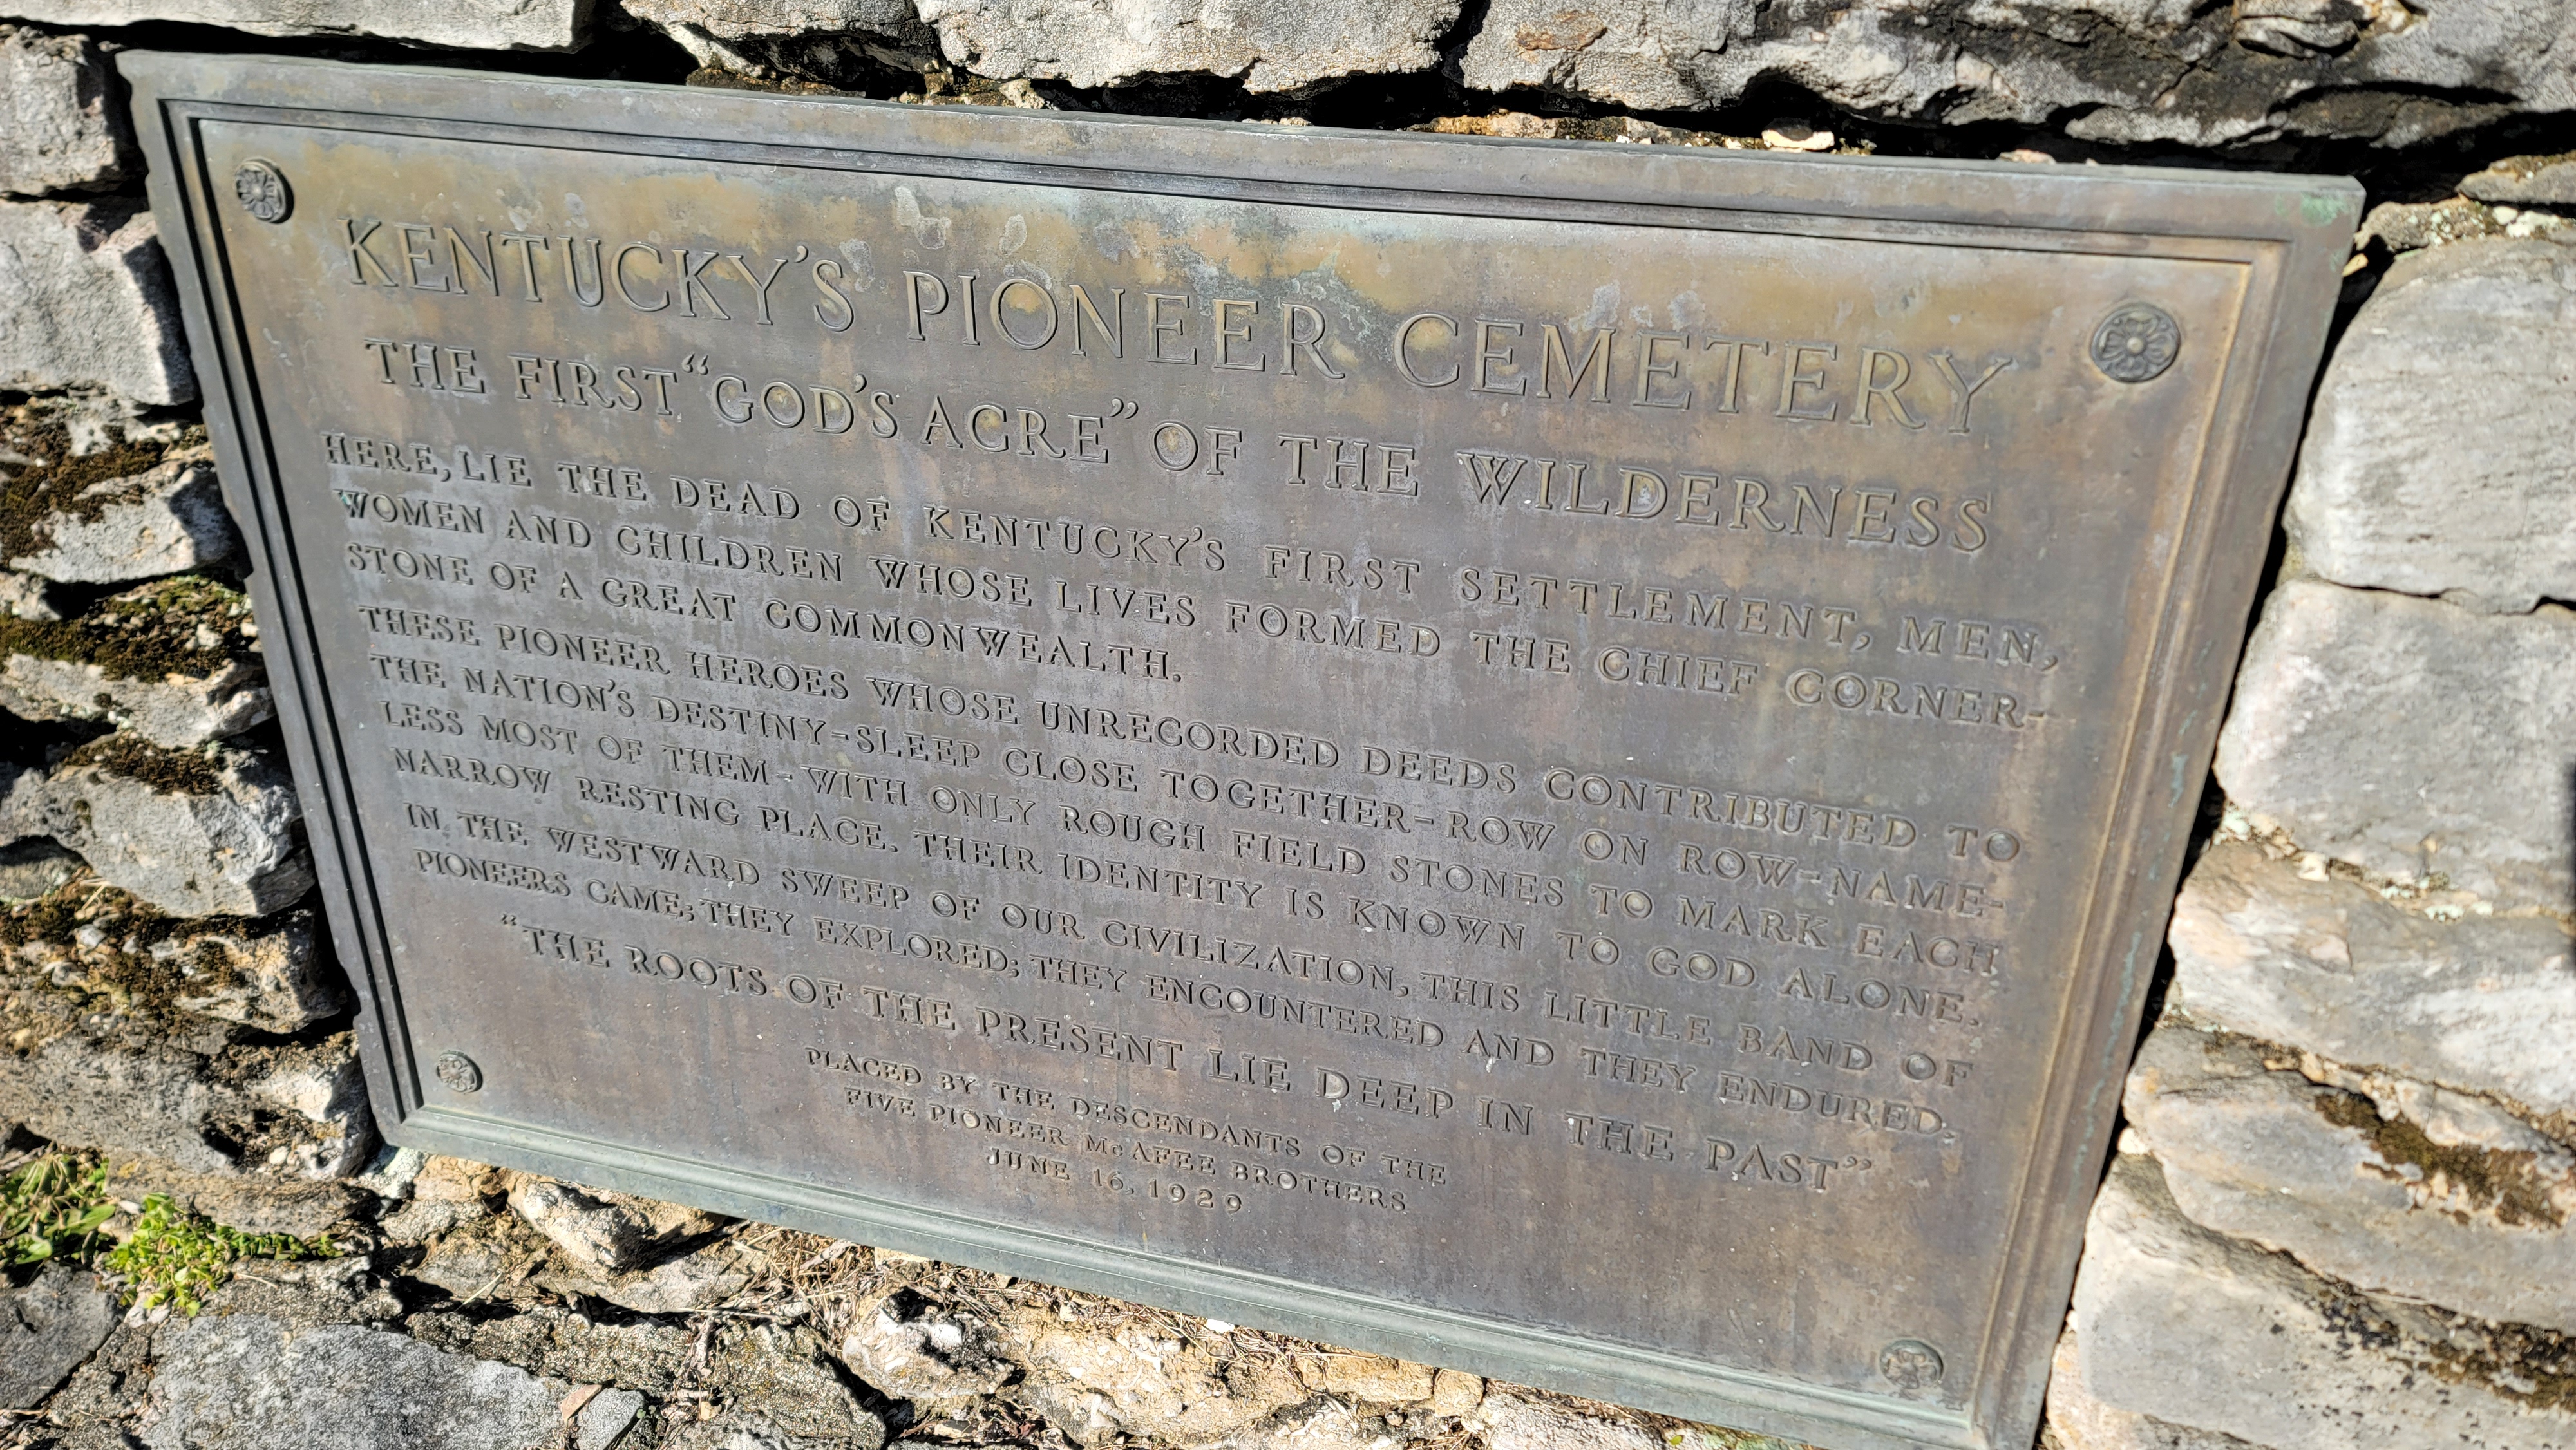 KENTUCKY'S PIONEER CEMETERY
THE FIRST "GOD'S ACRE" OF THE WILDERNESS
HERE, LIE THE DEAD OF KENTUCKY'S FIRST SETTLEMENT, MEN,
WOMEN AND CHILDREN WHOSE LIVES FORMED THE CHIEF CORNER-
STONE OF A GREAT COMMONWEALTH.
THESE PIONEER HEROES WHOSE UNRECORDED DEEDS CONTRIBUTED TO
THE NATION'S DESTINY-SLEEP CLOSE TOGETHER-ROW ON ROW-NAME-
LESS MOST OF THEM-WITH ONLY ROUGH FIELD STONES TO MARK EACH
NARROW RESTING PLACE. THEIR IDENTITY IS KNOWN TO GOD ALONE.
IN THE WESTWARD SWEEP OF OUR CIVILIZATION, THIS LITTLE BAND OF
PIONEERS CAME; THEY EXPLORED; THEY ENCOUNTERED AND THEY ENDURED.
"THE ROOTS OF THE PRESENT LIE DEEP IN THE PAST"
PLACED BY THE DESCENDANTS OF THE
FIVE PIONEER McAFEE BROTHERS
JUNE 16, 1929